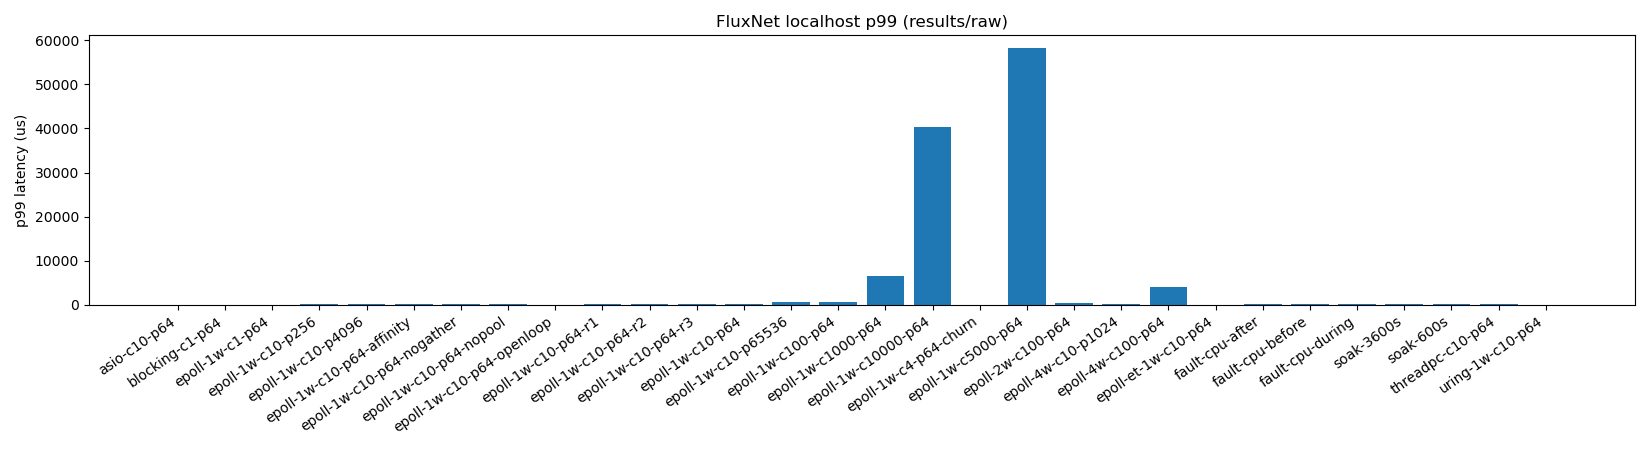 FluxNet localhost p99 (results/raw)
p99 latency (us)
60000
50000
40000
30000
20000
10000
0
asio-c10-p64
blocking-c1-p64
epoll-1w-c1-p64
epoll-1w-c10-p256
epoll-1w-c10-p4096
epoll-1w-c10-p64-affinity
epoll-1w-c10-p64-nogather
epoll-1w-c10-p64-nopool
epoll-1w-c10-p64-openloop
epoll-1w-c10-p64-r1
epoll-1w-c10-p64-r2
epoll-1w-c10-p64-r3
epoll-1w-c10-p64
epoll-1w-c10-p65536
epoll-1w-c100-p64
epoll-1w-c1000-p64
epoll-1w-c10000-p64
epoll-1w-c4-p64-churn
epoll-1w-c5000-p64
epoll-2w-c100-p64
epoll-4w-c10-p1024
epoll-4w-c100-p64
epoll-et-1w-c10-p64
fault-cpu-after
fault-cpu-before
fault-cpu-during
soak-3600s
soak-600s
threadpc-c10-p64
uring-1w-c10-p64